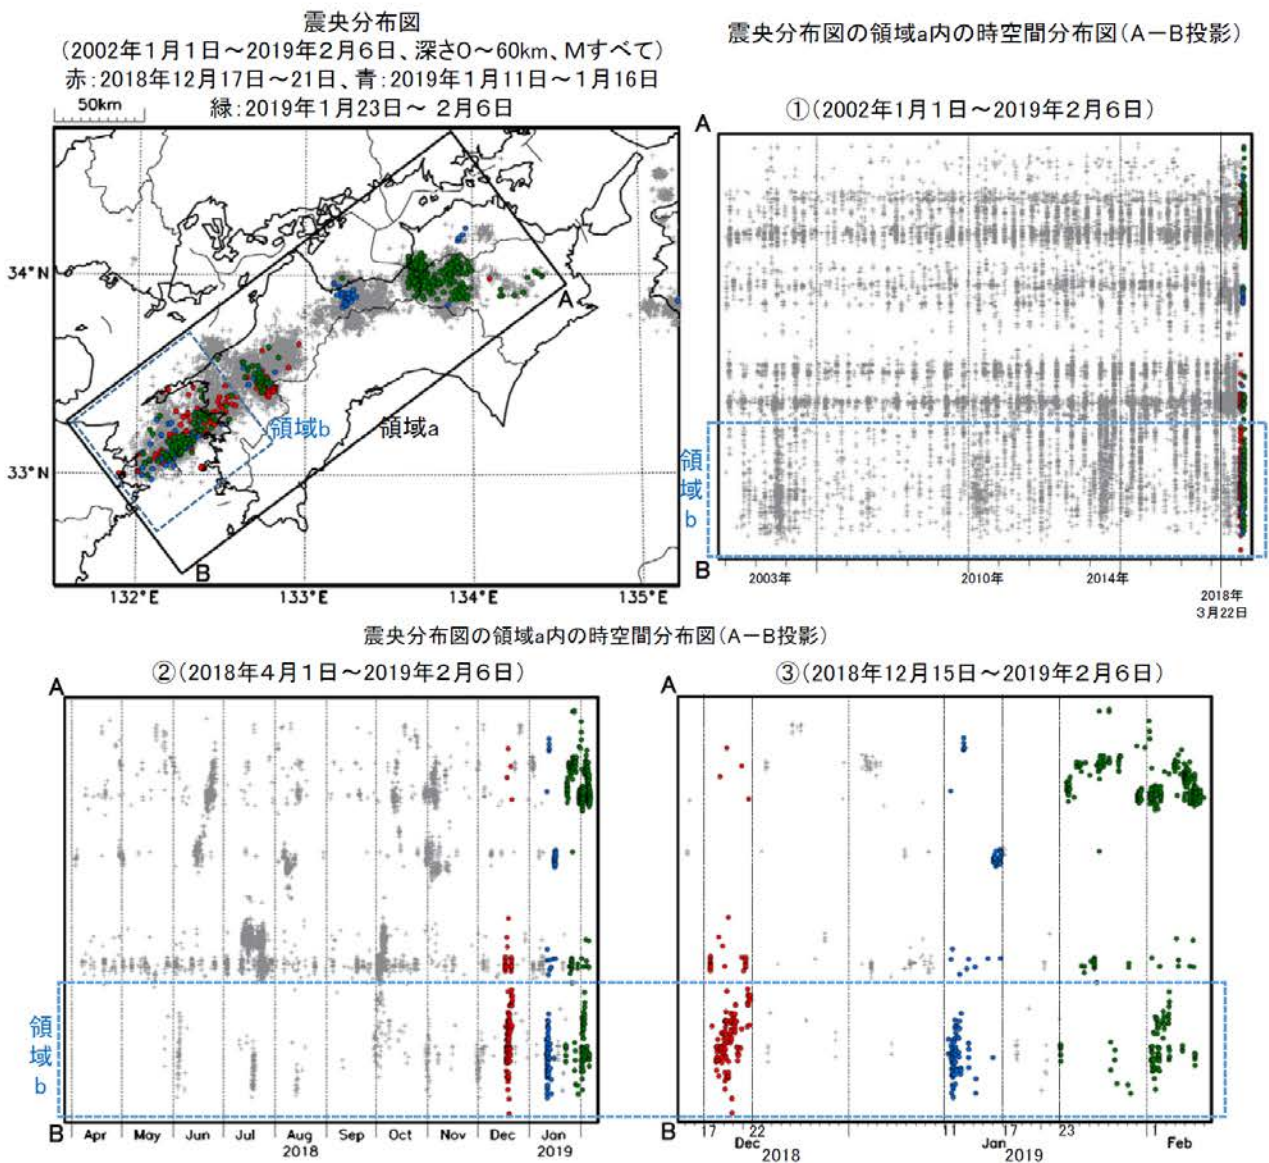 震央分布図
(2002年1月1日~2019年2月6日、深さ0~60km、Mすべて)
赤:2018年12月17日~21日、青:2019年1月11日~1月16日
緑:2019年1月23日~ 2月6日
50km
34°N
33°N
132°E
133°E
134°E
135°E
A
B
領域b
領域a
震央分布図の領域a内の時空間分布図(A-B投影)
①(2002年1月1日~2019年2月6日)
A
領域b
B
2003年
2010年
2014年
2018年
3月22日
震央分布図の領域a内の時空間分布図(A-B投影)
②(2018年4月1日~2019年2月6日)
A
領域b
B
Apr May Jun Jul Aug Sep Oct Nov Dec Jan
2018 2019
③(2018年12月15日~2019年2月6日)
A
B
17 22 11 17 23
Dec Jan Feb
2018 2019